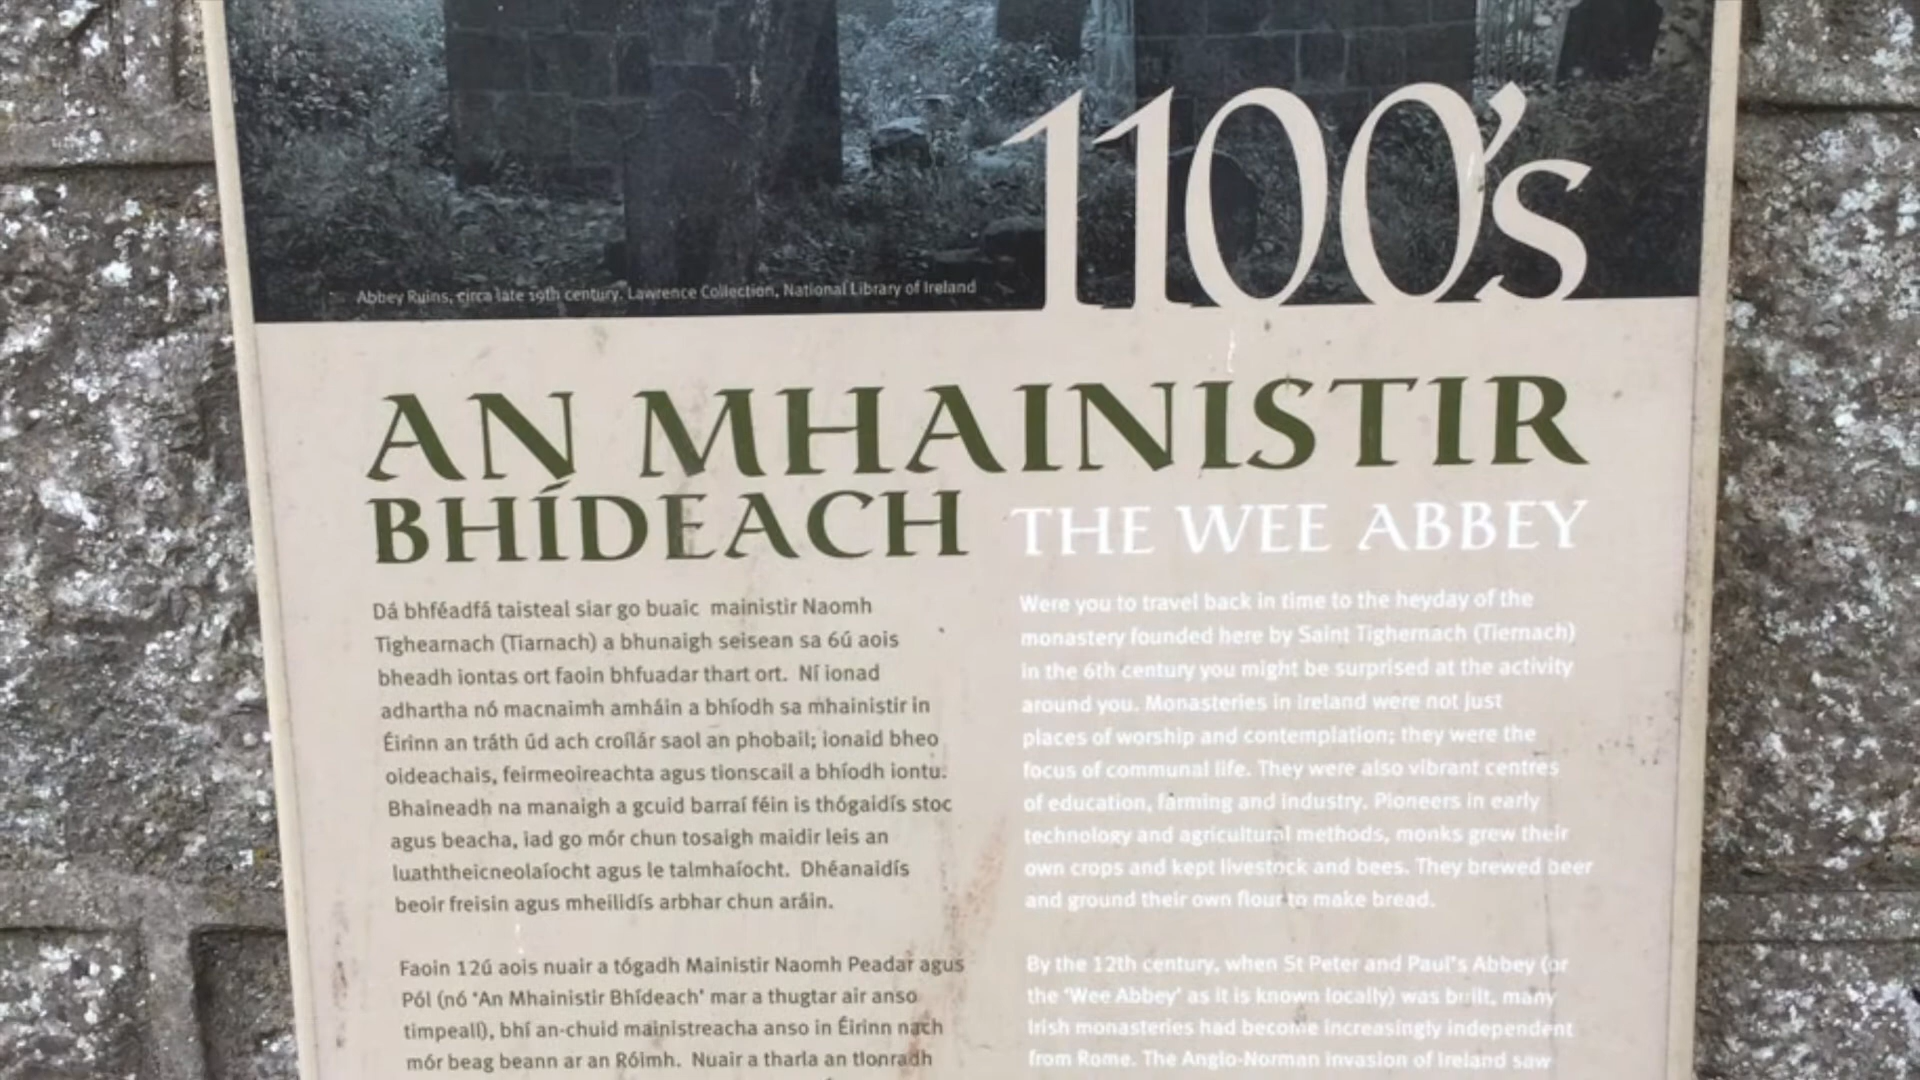 1100's
Abbey Ruins, circa late 19th century. Lawrence Collection, National Library of Ireland
AN MHAINISTIR
BHÍDEACH THE WEE ABBEY
Dá bhféadfá taisteal siar go buaic mainistir Naomh
Tighearnach (Tiarnach) a bhunaigh seisean sa 6ú aois
bheadh iontas ort faoin bhfuadar thart ort. Ní ionad
adhartha nó macnaimh amháin a bhíodh sa mhainistir in
Éirinn an tráth úd ach croílár saol an phobail; ionaid bheo
oideachais, feirmeoireachta agus tionscail a bhíodh iontu.
Bhaineadh na manaigh a gcuid barraí féin is thógaidís stoc
agus beacha, iad go mór chun tosaigh maidir leis an
luaththeicneolaíocht agus le talmhaíocht. Dhéanaidís
beoir freisin agus mheilidís arbhar chun aráin.
Faoin 12ú aois nuair a tógadh Mainistir Naomh Peadar agus
Pól (nó 'An Mhainistir Bhídeach' mar a thugtar air anso
timpeall), bhí an-chuid mainistreacha anso in Éirinn nach
mór beag beann ar an Róimh. Nuair a tharla an tionradh
Were you to travel back in time to the heyday of the
monastery founded here by Saint Tighernach (Tiernach)
in the 6th century you might be surprised at the activity
around you. Monasteries in Ireland were not just
places of worship and contemplation; they were the
focus of communal life. They were also vibrant centres
of education, farming and industry. Pioneers in early
technology and agricultural methods, monks grew their
own crops and kept livestock and bees. They brewed beer
and ground their own flour to make bread.
By the 12th century, when St Peter and Paul's Abbey (or
the 'Wee Abbey' as it is known locally) was built, many
Irish monasteries had become increasingly independent
from Rome. The Anglo-Norman invasion of Ireland saw